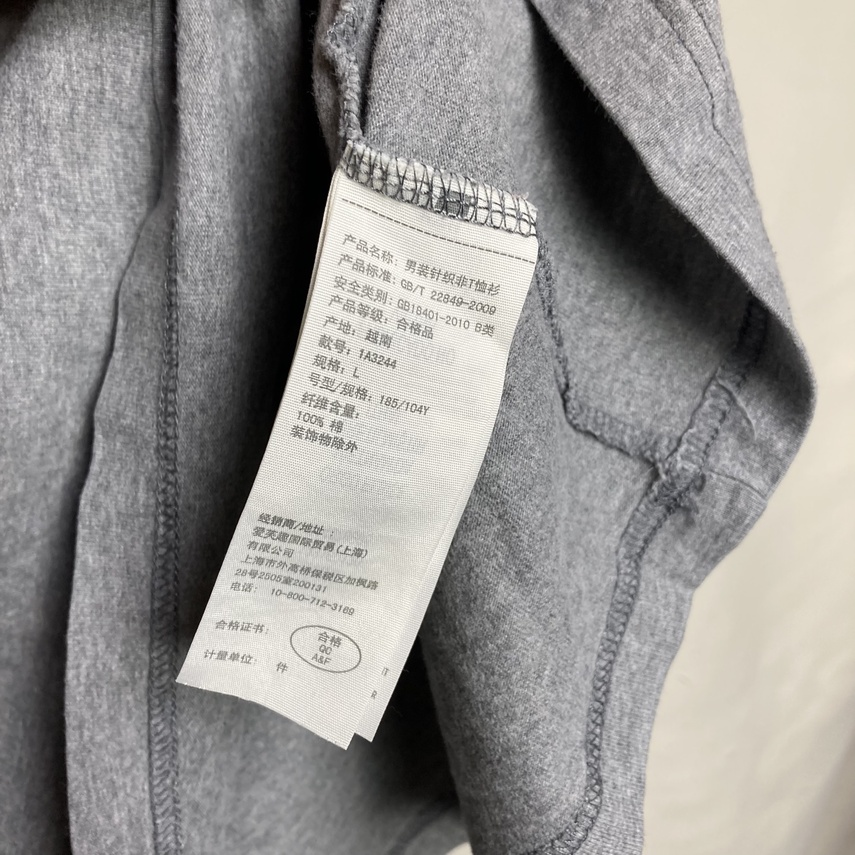 产品名称: 男装针织非T恤衫
产品标准: GB/T 22849-2009
安全类别: GB18401-2010 B类
产品等级: 合格品
产地: 越南
款号: 1A3244
规格: L
号型/规格: 185/104Y
纤维含量:
100% 棉
装饰物除外
经销商/地址:
爱芙趣国际贸易(上海)
有限公司
上海市外高桥保税区加枫路
28号2505室200131
电话: 10-800-712-3169
合格证书:
合格
QC
A&F
计量单位: 件